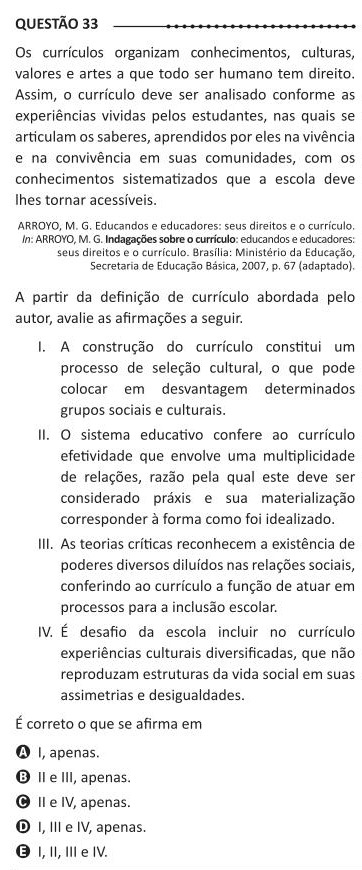 QUESTÃO 33
Os currículos organizam conhecimentos, culturas,
valores e artes a que todo ser humano tem direito.
Assim, o currículo deve ser analisado conforme as
experiências vividas pelos estudantes, nas quais se
articulam os saberes, aprendidos por eles na vivência
e na convivência em suas comunidades, com os
conhecimentos sistematizados que a escola deve
lhes tornar acessíveis.
ARROYO, M. G. Educandos e educadores: seus direitos e o currículo.
In: ARROYO, M. G. Indagações sobre o currículo: educandos e educadores:
seus direitos e o currículo. Brasília: Ministério da Educação,
Secretaria de Educação Básica, 2007, p. 67 (adaptado).
A partir da definição de currículo abordada pelo
autor, avalie as afirmações a seguir.
I. A construção do currículo constitui um
processo de seleção cultural, o que pode
colocar em desvantagem determinados
grupos sociais e culturais.
II. O sistema educativo confere ao currículo
efetividade que envolve uma multiplicidade
de relações, razão pela qual este deve ser
considerado práxis e sua materialização
corresponder à forma como foi idealizado.
III. As teorias críticas reconhecem a existência de
poderes diversos diluídos nas relações sociais,
conferindo ao currículo a função de atuar em
processos para a inclusão escolar.
IV. É desafio da escola incluir no currículo
experiências culturais diversificadas, que não
reproduzam estruturas da vida social em suas
assimetrias e desigualdades.
É correto o que se afirma em
A I, apenas.
B II e III, apenas.
C II e IV, apenas.
D I, III e IV, apenas.
E I, II, III e IV.